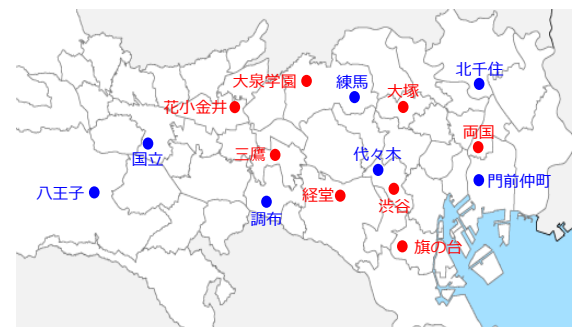 北千住
大泉学園
練馬
大塚
花小金井
両国
国立
三鷹
代々木
門前仲町
八王子
経堂
渋谷
調布
旗の台